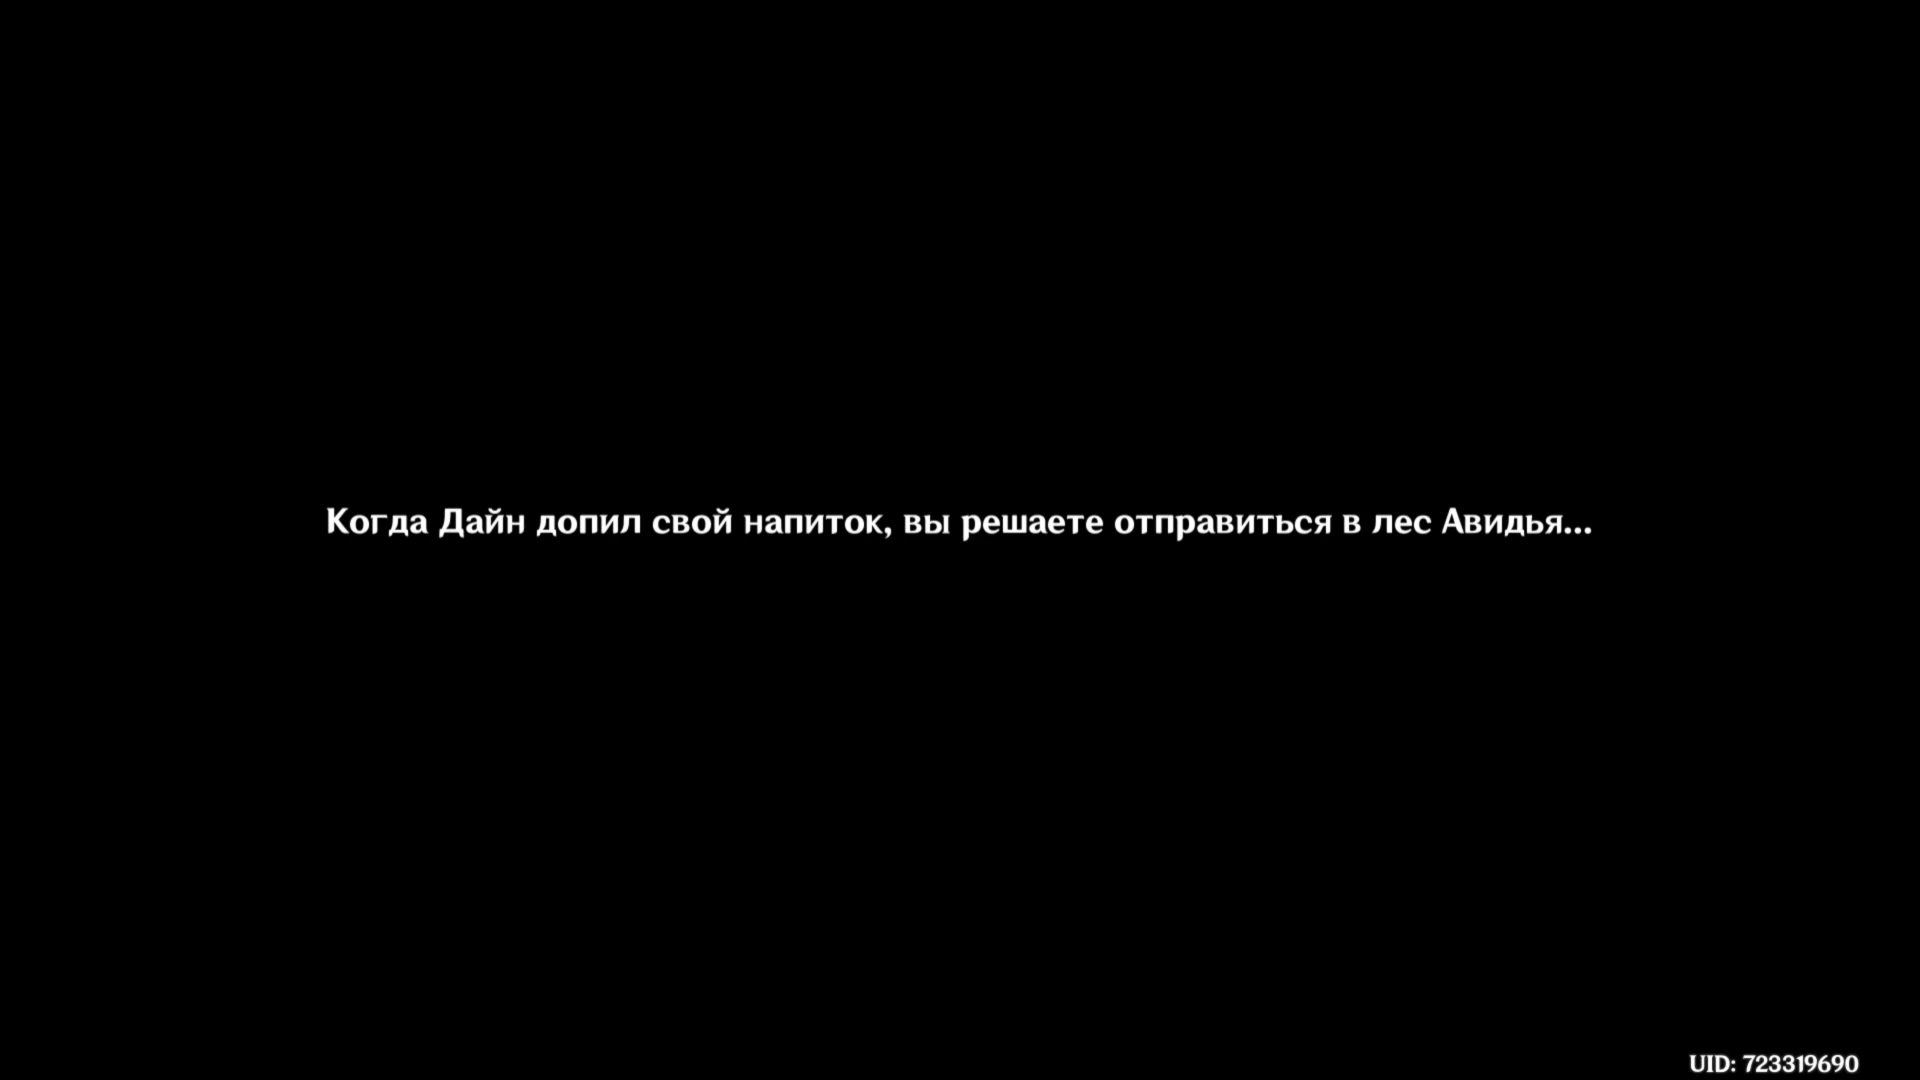 Когда Дайн допил свой напиток, вы решаете отправиться в лес Авидья...
UID: 723319690